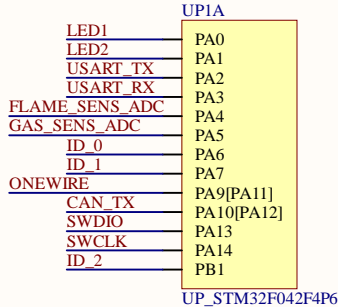 UP1A
LED1 PA0
LED2 PA1
USART_TX PA2
USART_RX PA3
FLAME_SENS_ADC PA4
GAS_SENS_ADC PA5
ID_0 PA6
ID_1 PA7
ONEWIRE PA9[PA11]
CAN_TX PA10[PA12]
SWDIO PA13
SWCLK PA14
ID_2 PB1
UP_STM32F042F4P6